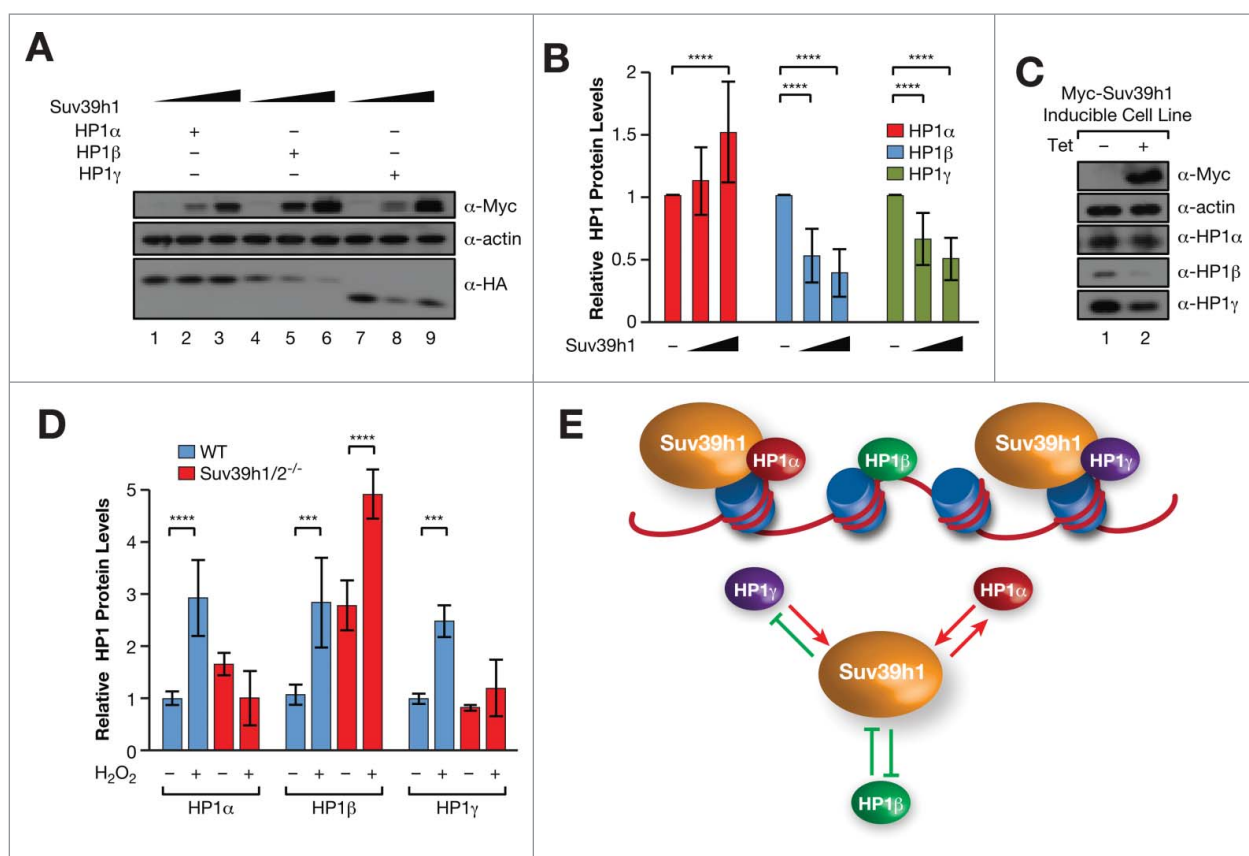 A
Suv39h1
HP1α + – –
HP1β – + –
HP1γ – – +
α-Myc
α-actin
α-HA
1 2 3 4 5 6 7 8 9
B
**** **** ****
**** ****
2
1.5
1
0.5
0
Relative HP1 Protein Levels
HP1α
HP1β
HP1γ
Suv39h1 – – –
C
Myc-Suv39h1
Inducible Cell Line
Tet – +
α-Myc
α-actin
α-HP1α
α-HP1β
α-HP1γ
1 2
D
WT
Suv39h1/2-/-
**** *** **** ***
5
4
3
2
1
0
Relative HP1 Protein Levels
H2O2 – + – + – + – + – + – +
HP1α HP1β HP1γ
E
Suv39h1 HP1α HP1β Suv39h1 HP1γ
HP1γ HP1α
Suv39h1
HP1β